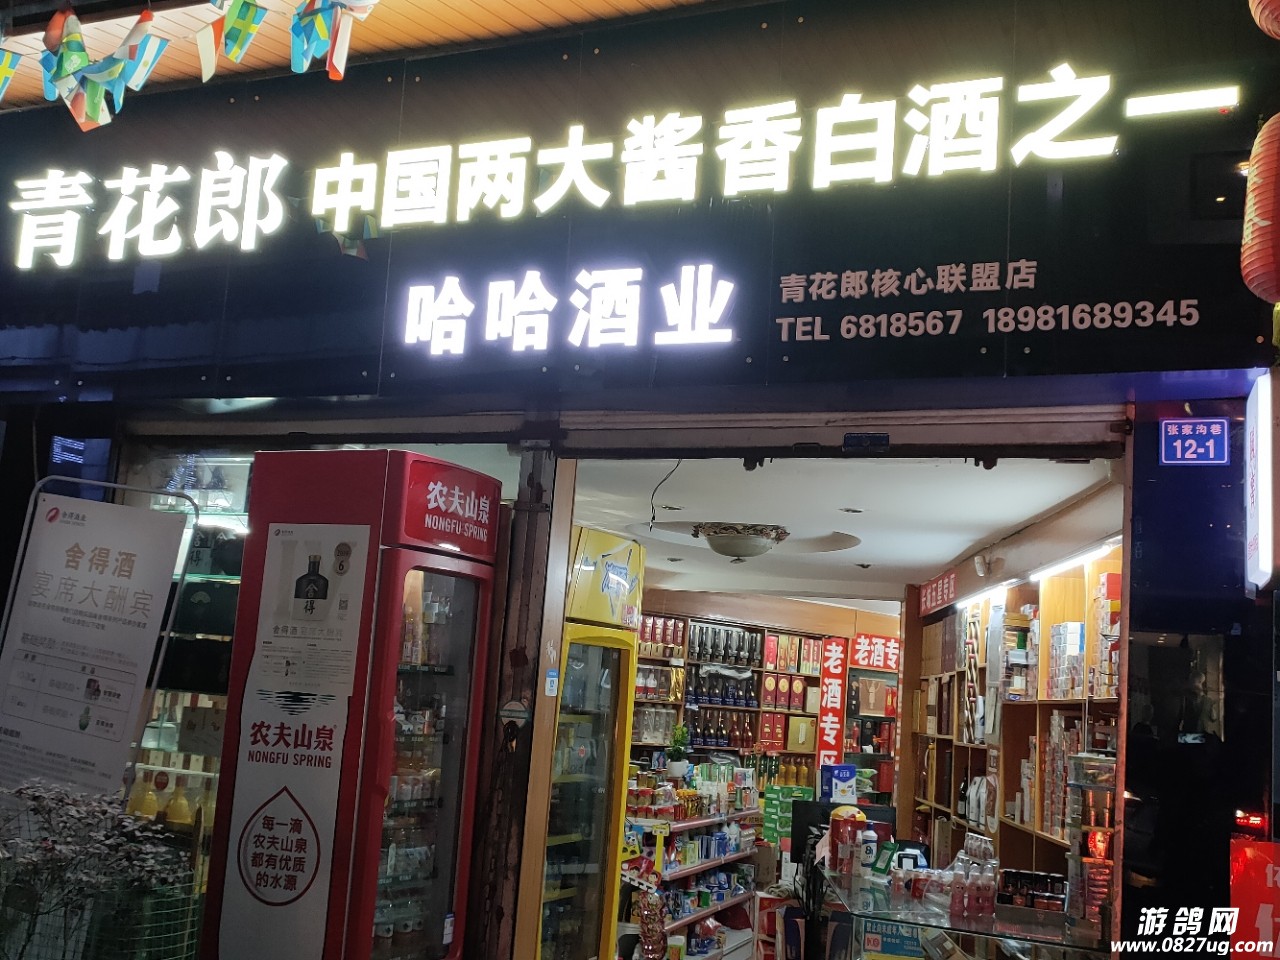 青花郎 中国两大酱香白酒之一
哈哈酒业
青花郎核心联盟店
TEL 6818567 18981689345
张家沟巷
12-1
农夫山泉
NONGFU SPRING
舍得酒
宴席大酬宾
舍得
6
农夫山泉
NONGFU SPRING
每一滴
农夫山泉
都有优质
的水源
老酒专区
老酒专
游鸽网
www.0827ug.com